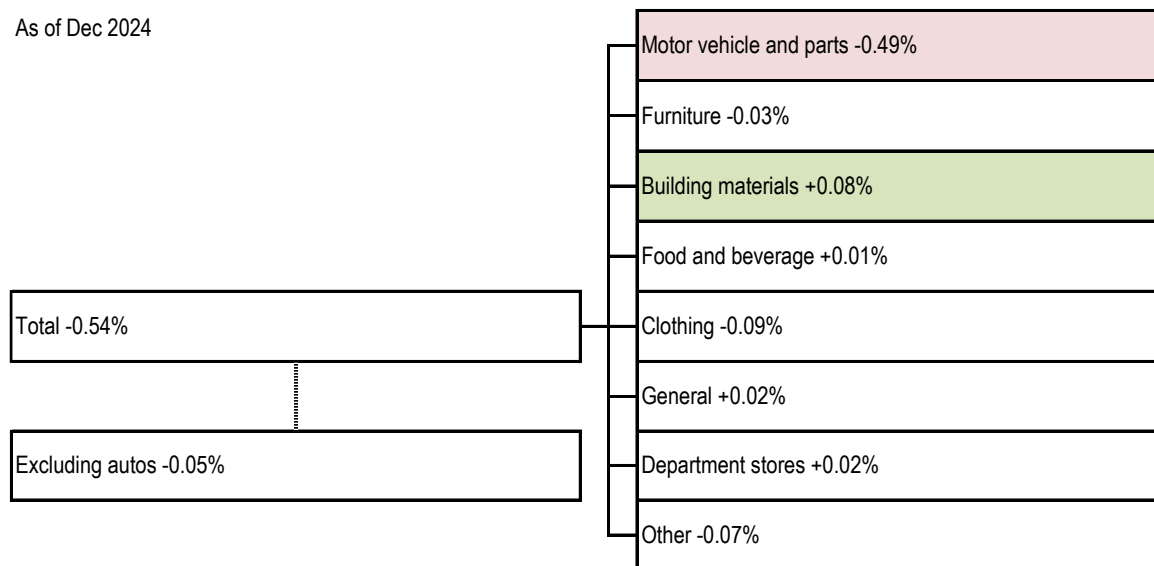 As of Dec 2024
Motor vehicle and parts -0.49%
Furniture -0.03%
Building materials +0.08%
Food and beverage +0.01%
Total -0.54%
Clothing -0.09%
General +0.02%
Excluding autos -0.05%
Department stores +0.02%
Other -0.07%